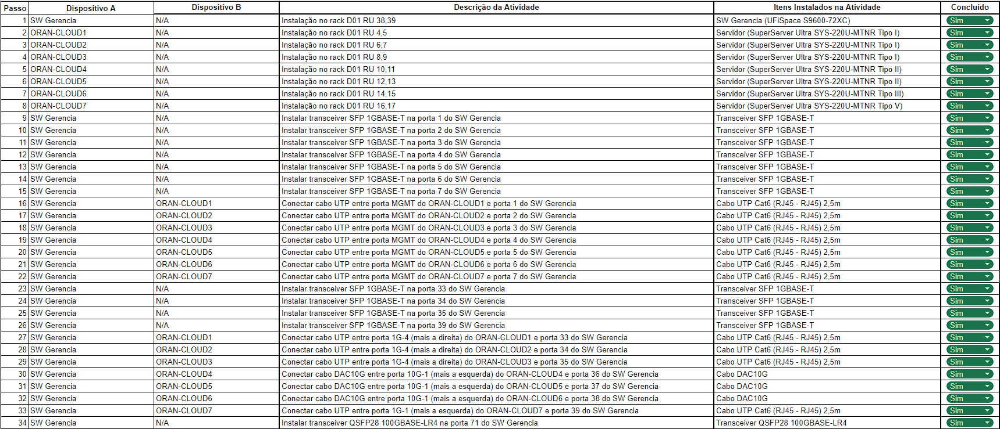 Passo Dispositivo A Dispositivo B Descrição da Atividade Itens Instalados na Atividade Concluído
1 SW Gerencia N/A Instalação no rack D01 RU 38,39 SW Gerencia (UFiSpace S9600-72XC) Sim
2 ORAN-CLOUD1 N/A Instalação no rack D01 RU 4,5 Servidor (SuperServer Ultra SYS-220U-MTNR Tipo I) Sim
3 ORAN-CLOUD2 N/A Instalação no rack D01 RU 6,7 Servidor (SuperServer Ultra SYS-220U-MTNR Tipo I) Sim
4 ORAN-CLOUD3 N/A Instalação no rack D01 RU 8,9 Servidor (SuperServer Ultra SYS-220U-MTNR Tipo I) Sim
5 ORAN-CLOUD4 N/A Instalação no rack D01 RU 10,11 Servidor (SuperServer Ultra SYS-220U-MTNR Tipo II) Sim
6 ORAN-CLOUD5 N/A Instalação no rack D01 RU 12,13 Servidor (SuperServer Ultra SYS-220U-MTNR Tipo II) Sim
7 ORAN-CLOUD6 N/A Instalação no rack D01 RU 14,15 Servidor (SuperServer Ultra SYS-220U-MTNR Tipo III) Sim
8 ORAN-CLOUD7 N/A Instalação no rack D01 RU 16,17 Servidor (SuperServer Ultra SYS-220U-MTNR Tipo V) Sim
9 SW Gerencia N/A Instalar transceiver SFP 1GBASE-T na porta 1 do SW Gerencia Transceiver SFP 1GBASE-T Sim
10 SW Gerencia N/A Instalar transceiver SFP 1GBASE-T na porta 2 do SW Gerencia Transceiver SFP 1GBASE-T Sim
11 SW Gerencia N/A Instalar transceiver SFP 1GBASE-T na porta 3 do SW Gerencia Transceiver SFP 1GBASE-T Sim
12 SW Gerencia N/A Instalar transceiver SFP 1GBASE-T na porta 4 do SW Gerencia Transceiver SFP 1GBASE-T Sim
13 SW Gerencia N/A Instalar transceiver SFP 1GBASE-T na porta 5 do SW Gerencia Transceiver SFP 1GBASE-T Sim
14 SW Gerencia N/A Instalar transceiver SFP 1GBASE-T na porta 6 do SW Gerencia Transceiver SFP 1GBASE-T Sim
15 SW Gerencia N/A Instalar transceiver SFP 1GBASE-T na porta 7 do SW Gerencia Transceiver SFP 1GBASE-T Sim
16 SW Gerencia ORAN-CLOUD1 Conectar cabo UTP entre porta MGMT do ORAN-CLOUD1 e porta 1 do SW Gerencia Cabo UTP Cat6 (RJ45 - RJ45) 2,5m Sim
17 SW Gerencia ORAN-CLOUD2 Conectar cabo UTP entre porta MGMT do ORAN-CLOUD2 e porta 2 do SW Gerencia Cabo UTP Cat6 (RJ45 - RJ45) 2,5m Sim
18 SW Gerencia ORAN-CLOUD3 Conectar cabo UTP entre porta MGMT do ORAN-CLOUD3 e porta 3 do SW Gerencia Cabo UTP Cat6 (RJ45 - RJ45) 2,5m Sim
19 SW Gerencia ORAN-CLOUD4 Conectar cabo UTP entre porta MGMT do ORAN-CLOUD4 e porta 4 do SW Gerencia Cabo UTP Cat6 (RJ45 - RJ45) 2,5m Sim
20 SW Gerencia ORAN-CLOUD5 Conectar cabo UTP entre porta MGMT do ORAN-CLOUD5 e porta 5 do SW Gerencia Cabo UTP Cat6 (RJ45 - RJ45) 2,5m Sim
21 SW Gerencia ORAN-CLOUD6 Conectar cabo UTP entre porta MGMT do ORAN-CLOUD6 e porta 6 do SW Gerencia Cabo UTP Cat6 (RJ45 - RJ45) 2,5m Sim
22 SW Gerencia ORAN-CLOUD7 Conectar cabo UTP entre porta MGMT do ORAN-CLOUD7 e porta 7 do SW Gerencia Cabo UTP Cat6 (RJ45 - RJ45) 2,5m Sim
23 SW Gerencia N/A Instalar transceiver SFP 1GBASE-T na porta 33 do SW Gerencia Transceiver SFP 1GBASE-T Sim
24 SW Gerencia N/A Instalar transceiver SFP 1GBASE-T na porta 34 do SW Gerencia Transceiver SFP 1GBASE-T Sim
25 SW Gerencia N/A Instalar transceiver SFP 1GBASE-T na porta 35 do SW Gerencia Transceiver SFP 1GBASE-T Sim
26 SW Gerencia N/A Instalar transceiver SFP 1GBASE-T na porta 39 do SW Gerencia Transceiver SFP 1GBASE-T Sim
27 SW Gerencia ORAN-CLOUD1 Conectar cabo UTP entre porta 1G-4 (mais a direita) do ORAN-CLOUD1 e porta 33 do SW Gerencia Cabo UTP Cat6 (RJ45 - RJ45) 2,5m Sim
28 SW Gerencia ORAN-CLOUD2 Conectar cabo UTP entre porta 1G-4 (mais a direita) do ORAN-CLOUD2 e porta 34 do SW Gerencia Cabo UTP Cat6 (RJ45 - RJ45) 2,5m Sim
29 SW Gerencia ORAN-CLOUD3 Conectar cabo UTP entre porta 1G-4 (mais a direita) do ORAN-CLOUD3 e porta 35 do SW Gerencia Cabo UTP Cat6 (RJ45 - RJ45) 2,5m Sim
30 SW Gerencia ORAN-CLOUD4 Conectar cabo DAC10G entre porta 10G-1 (mais a esquerda) do ORAN-CLOUD4 e porta 36 do SW Gerencia Cabo DAC10G Sim
31 SW Gerencia ORAN-CLOUD5 Conectar cabo DAC10G entre porta 10G-1 (mais a esquerda) do ORAN-CLOUD5 e porta 37 do SW Gerencia Cabo DAC10G Sim
32 SW Gerencia ORAN-CLOUD6 Conectar cabo DAC10G entre porta 10G-1 (mais a esquerda) do ORAN-CLOUD6 e porta 38 do SW Gerencia Cabo DAC10G Sim
33 SW Gerencia ORAN-CLOUD7 Conectar cabo UTP entre porta 1G-1 (mais a esquerda) do ORAN-CLOUD7 e porta 39 do SW Gerencia Cabo UTP Cat6 (RJ45 - RJ45) 2,5m Sim
34 SW Gerencia N/A Instalar transceiver QSFP28 100GBASE-LR4 na porta 71 do SW Gerencia Transceiver QSFP28 100GBASE-LR4 Sim